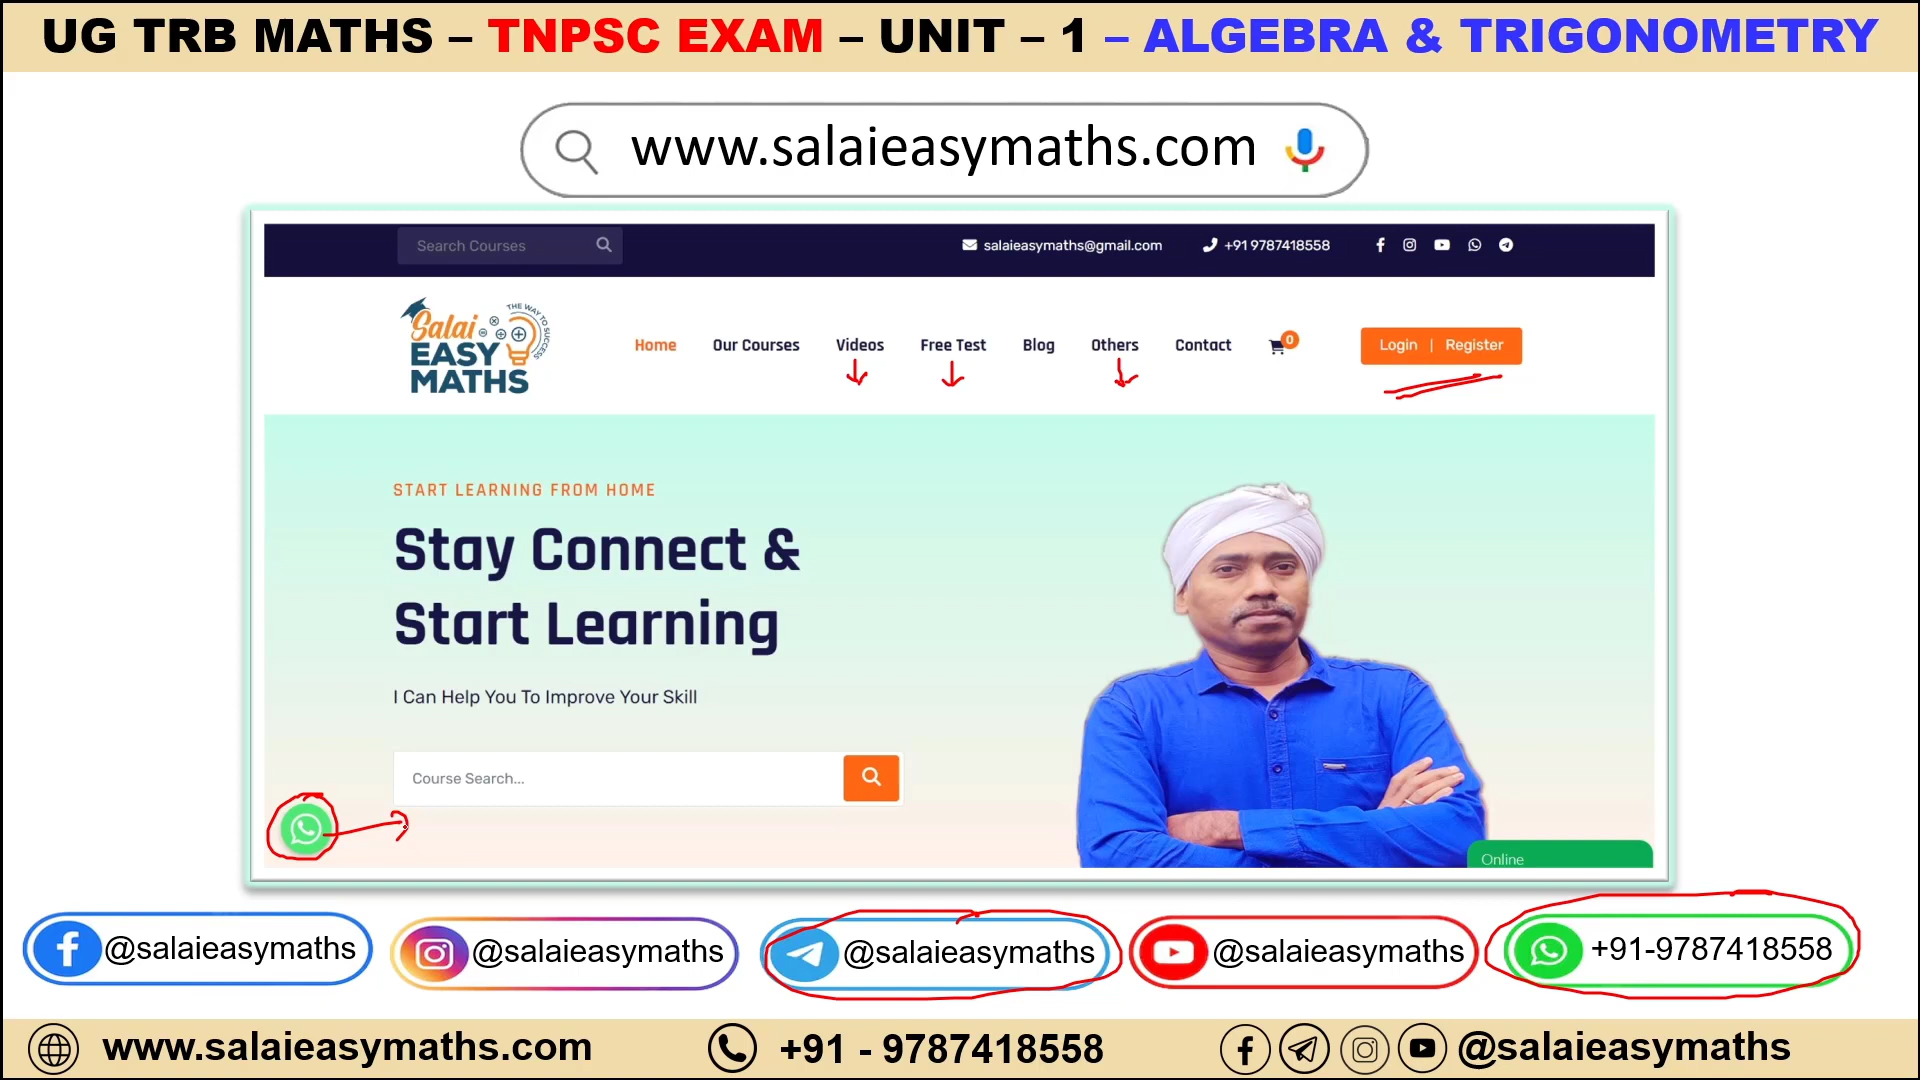 UG TRB MATHS – TNPSC EXAM – UNIT – 1 – ALGEBRA & TRIGONOMETRY
www.salaieasymaths.com
Search Courses
salaieasymaths@gmail.com
+91 9787418558
Salai
EASY
MATHS
THE WAY TO SUCCESS
Home Our Courses Videos Free Test Blog Others Contact 0
Login | Register
START LEARNING FROM HOME
Stay Connect &
Start Learning
I Can Help You To Improve Your Skill
Course Search...
Online
@salaieasymaths @salaieasymaths @salaieasymaths @salaieasymaths +91-9787418558
www.salaieasymaths.com +91 - 9787418558 @salaieasymaths